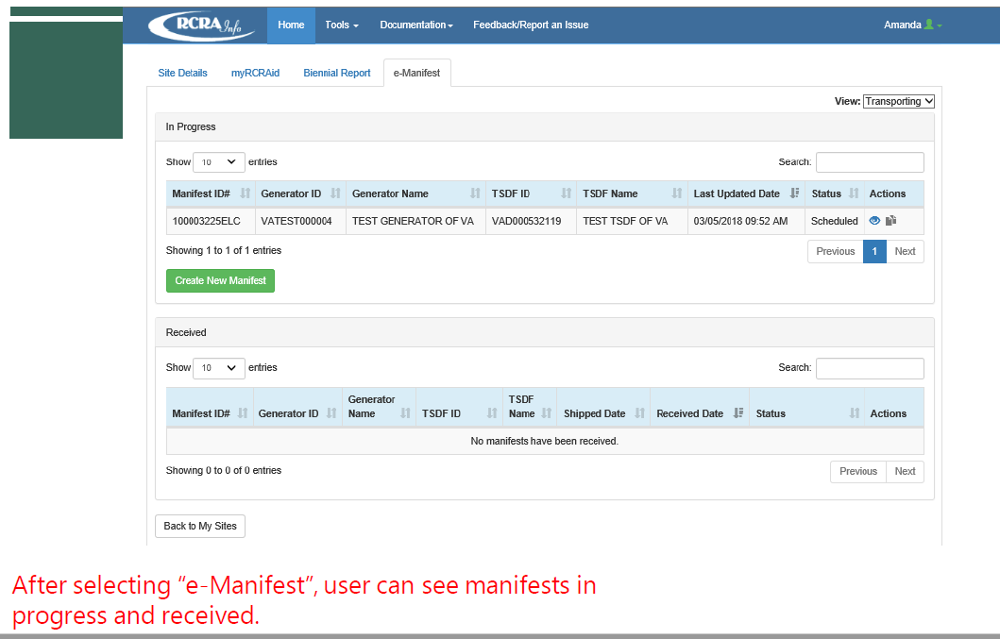 RCRAInfo Home Tools Documentation Feedback/Report an Issue Amanda
Site Details myRCRAid Biennial Report e-Manifest
View: Transporting
In Progress
Show 10 entries Search:
Manifest ID# Generator ID Generator Name TSDF ID TSDF Name Last Updated Date Status Actions
100003225ELC VATEST000004 TEST GENERATOR OF VA VAD000532119 TEST TSDF OF VA 03/05/2018 09:52 AM Scheduled
Showing 1 to 1 of 1 entries Previous 1 Next
Create New Manifest
Received
Show 10 entries Search:
Manifest ID# Generator ID Generator Name TSDF ID TSDF Name Shipped Date Received Date Status Actions
No manifests have been received.
Showing 0 to 0 of 0 entries Previous Next
Back to My Sites
After selecting “e-Manifest”, user can see manifests in
progress and received.